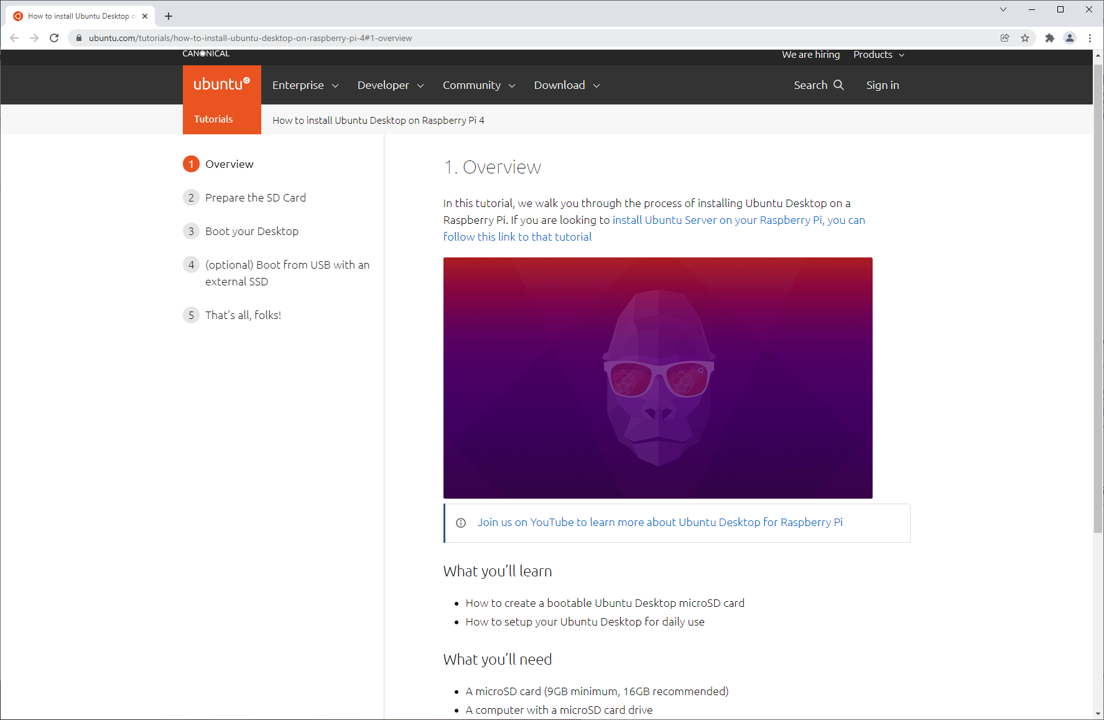 How to install Ubuntu Desktop o
ubuntu.com/tutorials/how-to-install-ubuntu-desktop-on-raspberry-pi-4#1-overview
CANONICAL
We are hiring Products
ubuntu
Enterprise Developer Community Download Search Sign in
Tutorials
How to install Ubuntu Desktop on Raspberry Pi 4
1 Overview
2 Prepare the SD Card
3 Boot your Desktop
4 (optional) Boot from USB with an
external SSD
5 That's all, folks!
1. Overview
In this tutorial, we walk you through the process of installing Ubuntu Desktop on a
Raspberry Pi. If you are looking to install Ubuntu Server on your Raspberry Pi, you can
follow this link to that tutorial
Join us on YouTube to learn more about Ubuntu Desktop for Raspberry Pi
What you'll learn
• How to create a bootable Ubuntu Desktop microSD card
• How to setup your Ubuntu Desktop for daily use
What you'll need
• A microSD card (9GB minimum, 16GB recommended)
• A computer with a microSD card drive